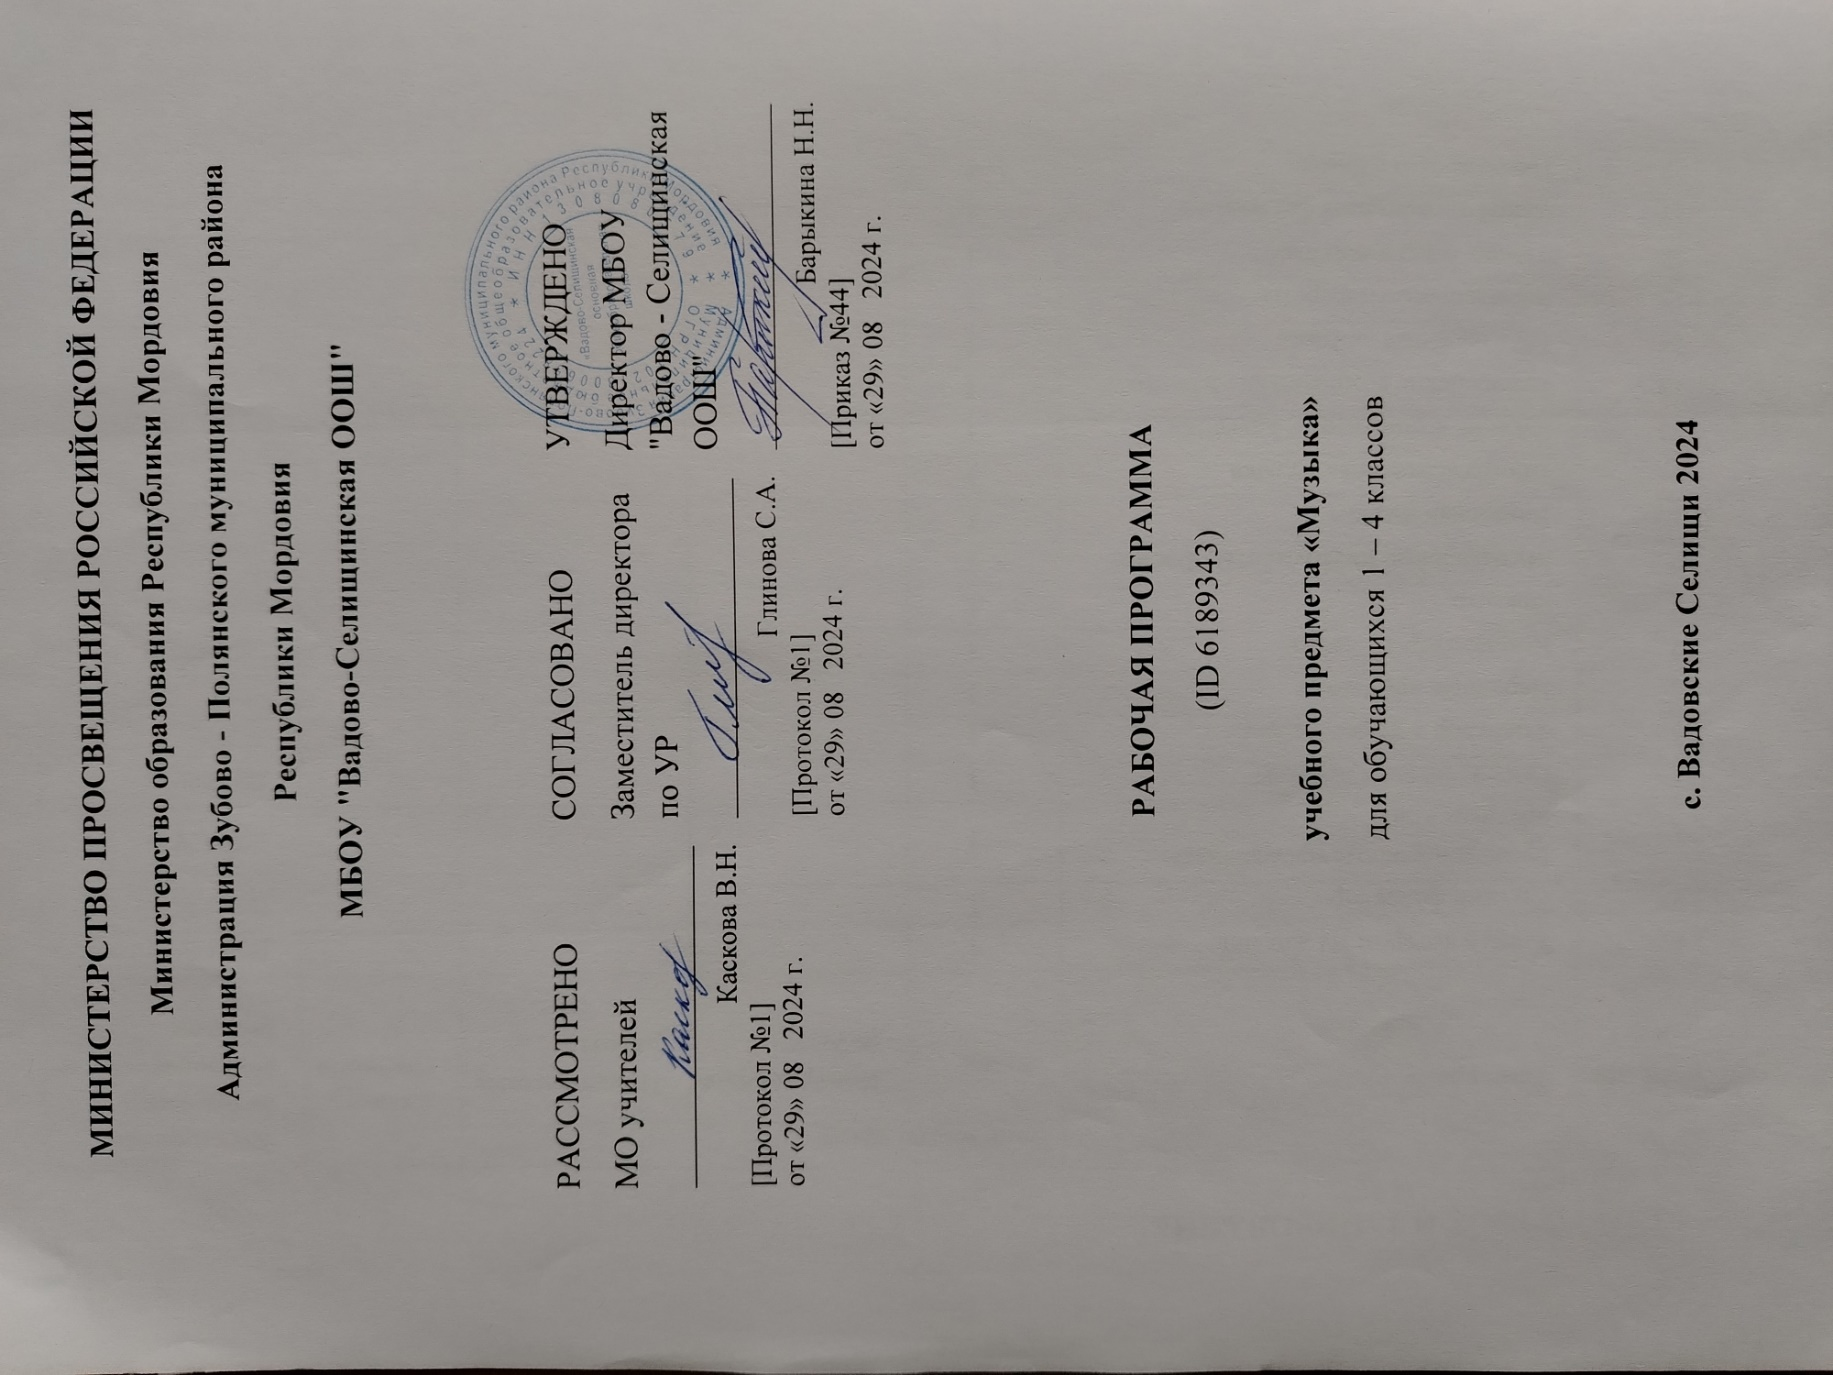 МИНИСТЕРСТВО ПРОСВЕЩЕНИЯ РОССИЙСКОЙ ФЕДЕРАЦИИ
Министерство образования Республики Мордовия
Администрация Зубово - Полянского муниципального района
Республики Мордовия
МБОУ "Вадово-Селищинская ООШ"
РАССМОТРЕНО
МО учителей
Каскова В.Н.
[Протокол №1]
от «29» 08 2024 г.
СОГЛАСОВАНО
Заместитель директора
по УР
Глинова С.А.
[Протокол №1]
от «29» 08 2024 г.
УТВЕРЖДЕНО
Директор МБОУ
"Вадово - Селищинская
ООШ"
Барыкина Н.Н.
[Приказ №44]
от «29» 08 2024 г.
РАБОЧАЯ ПРОГРАММА
(ID 6189343)
учебного предмета «Музыка»
для обучающихся 1 – 4 классов
с. Вадовские Селищи 2024